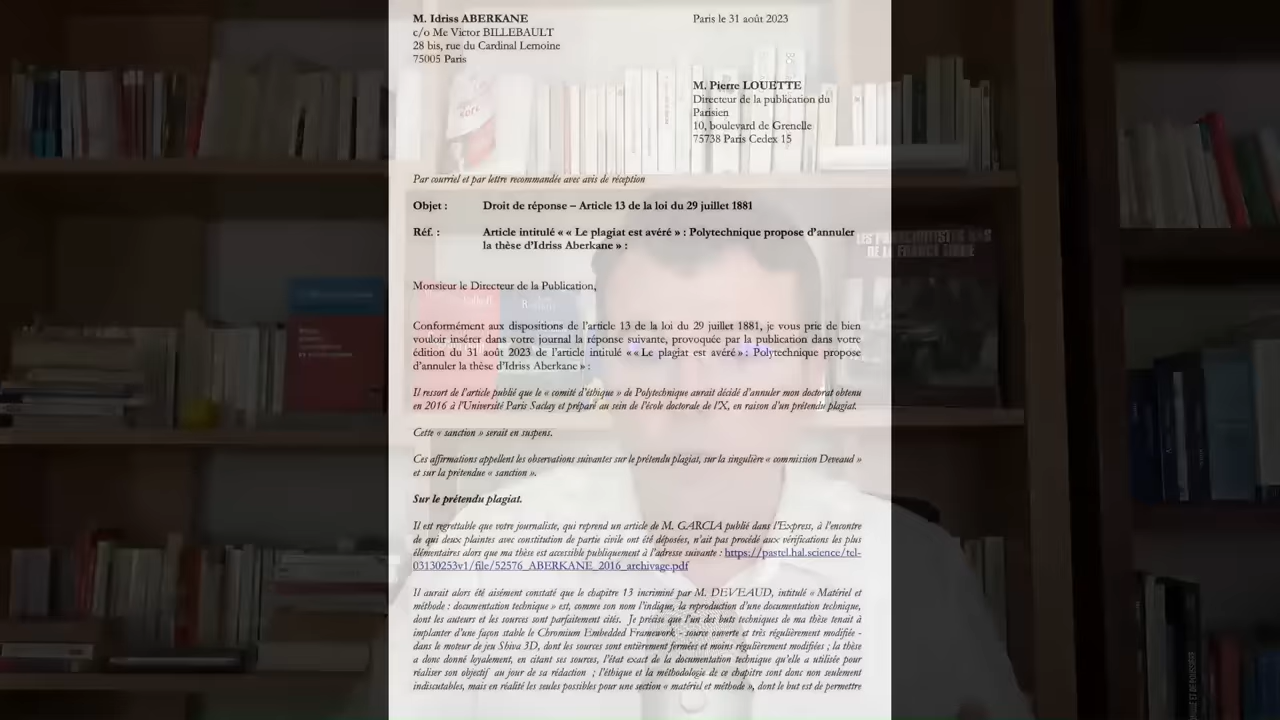 M. Idriss ABERKANE
c/o Me Victor BILLEBAULT
28 bis, rue du Cardinal Lemoine
75005 Paris
Paris le 31 août 2023
M. Pierre LOUETTE
Directeur de la publication du
Parisien
10, boulevard de Grenelle
75738 Paris Cedex 15
Par courriel et par lettre recommandée avec avis de réception
Objet : Droit de réponse – Article 13 de la loi du 29 juillet 1881
Réf. : Article intitulé « « Le plagiat est avéré » : Polytechnique propose d'annuler
la thèse d'Idriss Aberkane » :
Monsieur le Directeur de la Publication,
Conformément aux dispositions de l'article 13 de la loi du 29 juillet 1881, je vous prie de bien
vouloir insérer dans votre journal la réponse suivante, provoquée par la publication dans votre
édition du 31 août 2023 de l'article intitulé « « Le plagiat est avéré » : Polytechnique propose
d'annuler la thèse d'Idriss Aberkane » :
Il ressort de l'article publié que le « comité d'éthique » de Polytechnique aurait décidé d'annuler mon doctorat obtenu
en 2016 à l'Université Paris Saclay et préparé au sein de l'école doctorale de l'X, en raison d'un prétendu plagiat.
Cette « sanction » serait en suspens.
Ces affirmations appellent les observations suivantes sur le prétendu plagiat, sur la singulière « commission Deveaud »
et sur la prétendue « sanction ».
Sur le prétendu plagiat.
Il est regrettable que votre journaliste, qui reprend un article de M. GARCIA publié dans l'Express, à l'encontre
de qui deux plaintes avec constitution de partie civile ont été déposées, n'ait pas procédé aux vérifications les plus
élémentaires alors que ma thèse est accessible publiquement à l'adresse suivante : https://pastel.hal.science/tel-
03130253v1/file/52576_ABERKANE_2016_archivage.pdf
Il aurait alors été aisément constaté que le chapitre 13 incriminé par M. DEVEAUD, intitulé « Matériel et
méthode : documentation technique » est, comme son nom l'indique, la reproduction d'une documentation technique,
dont les auteurs et les sources sont parfaitement cités. Je précise que l'un des buts techniques de ma thèse tenait à
implanter d'une façon stable le Chromium Embedded Framework - source ouverte et très régulièrement modifiée -
dans le moteur de jeu Shiva 3D, dont les sources sont entièrement fermées et moins régulièrement modifiées ; la thèse
a donc donné loyalement, en citant ses sources, l'état exact de la documentation technique qu'elle a utilisée pour
réaliser son objectif au jour de sa rédaction ; l'éthique et la méthodologie de ce chapitre sont donc non seulement
indiscutables, mais en réalité les seules possibles pour une section « matériel et méthode », dont le but est de permettre